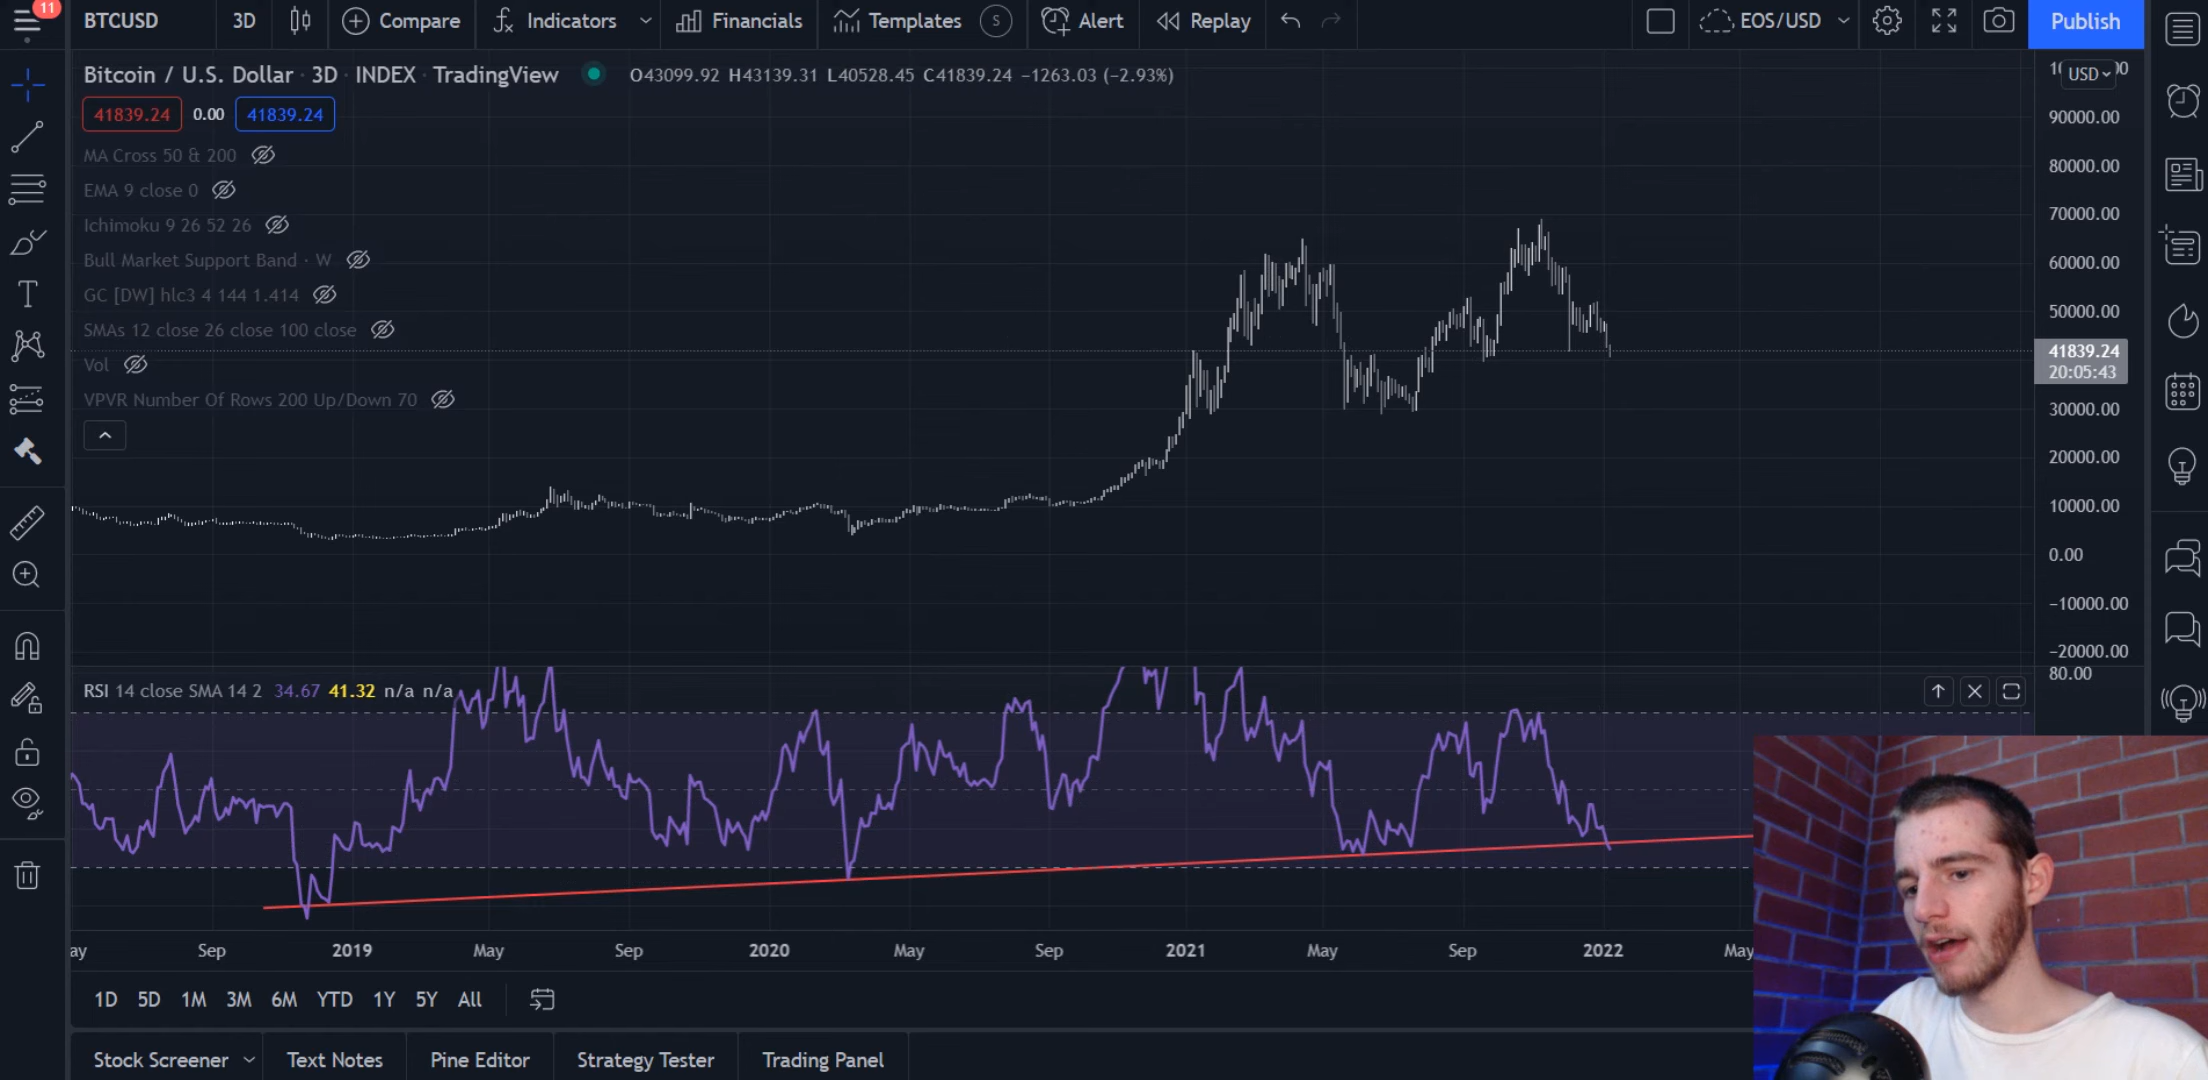 11
BTCUSD 3D Compare Indicators Financials Templates S Alert Replay EOS/USD Publish
Bitcoin / U.S. Dollar · 3D · INDEX · TradingView O43099.92 H43139.31 L40528.45 C41839.24 −1263.03 (−2.93%)
USD
41839.24 0.00 41839.24
90000.00
MA Cross 50 & 200
80000.00
EMA 9 close 0
70000.00
Ichimoku 9 26 52 26
Bull Market Support Band · W
60000.00
GC [DW] hlc3 4 144 1.414
50000.00
SMAs 12 close 26 close 100 close
41839.24
Vol
20:05:43
VPVR Number Of Rows 200 Up/Down 70
30000.00
20000.00
10000.00
0.00
−10000.00
−20000.00
80.00
RSI 14 close SMA 14 2 34.67 41.32 n/a n/a
ay Sep 2019 May Sep 2020 May Sep 2021 May Sep 2022 May
1D 5D 1M 3M 6M YTD 1Y 5Y All
Stock Screener Text Notes Pine Editor Strategy Tester Trading Panel